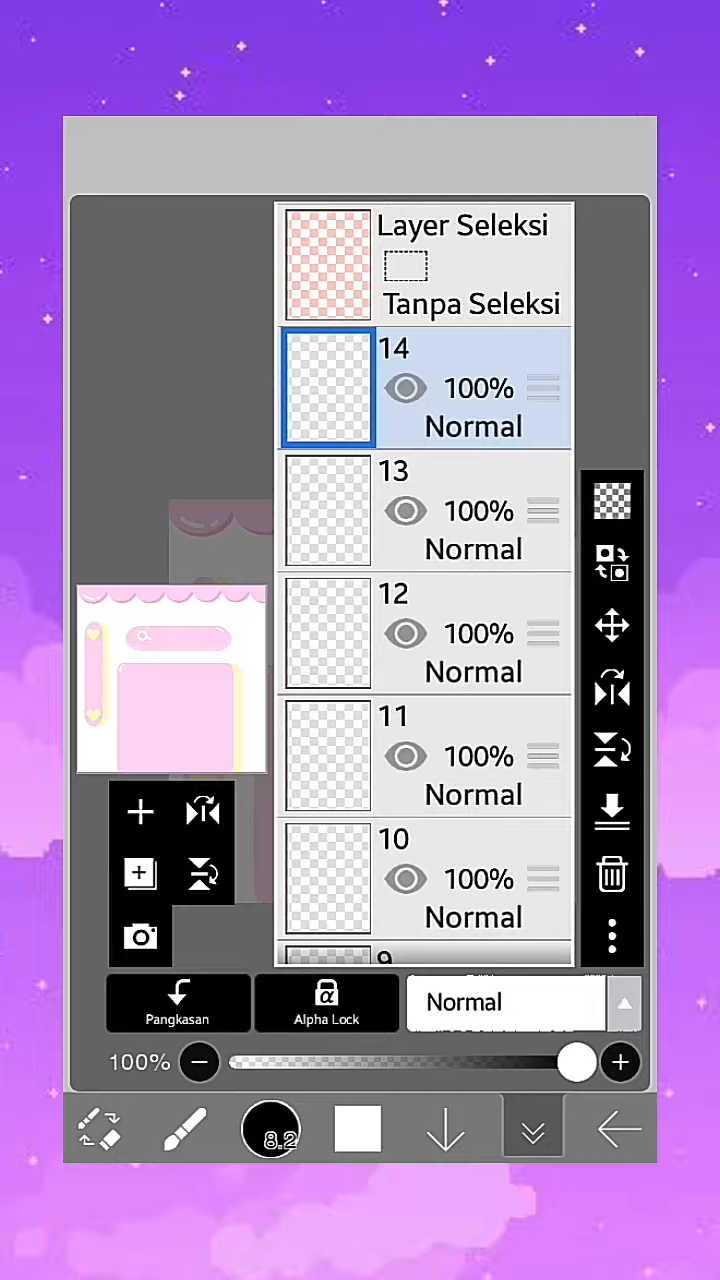 Layer Seleksi
Tanpa Seleksi
14
100%
Normal
13
100%
Normal
12
100%
Normal
11
100%
Normal
10
100%
Normal
9
Pangkasan
α
Alpha Lock
Normal
100%
8.2